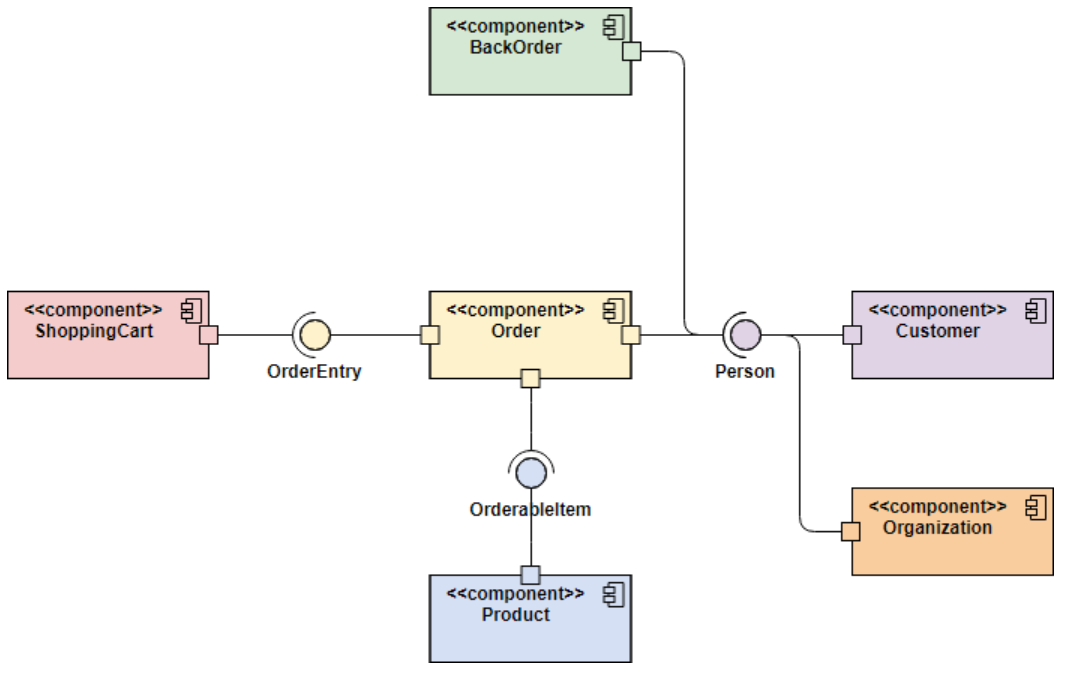 <<component>>
BackOrder
<<component>>
ShoppingCart
OrderEntry
<<component>>
Order
Person
<<component>>
Customer
OrderableItem
<<component>>
Organization
<<component>>
Product